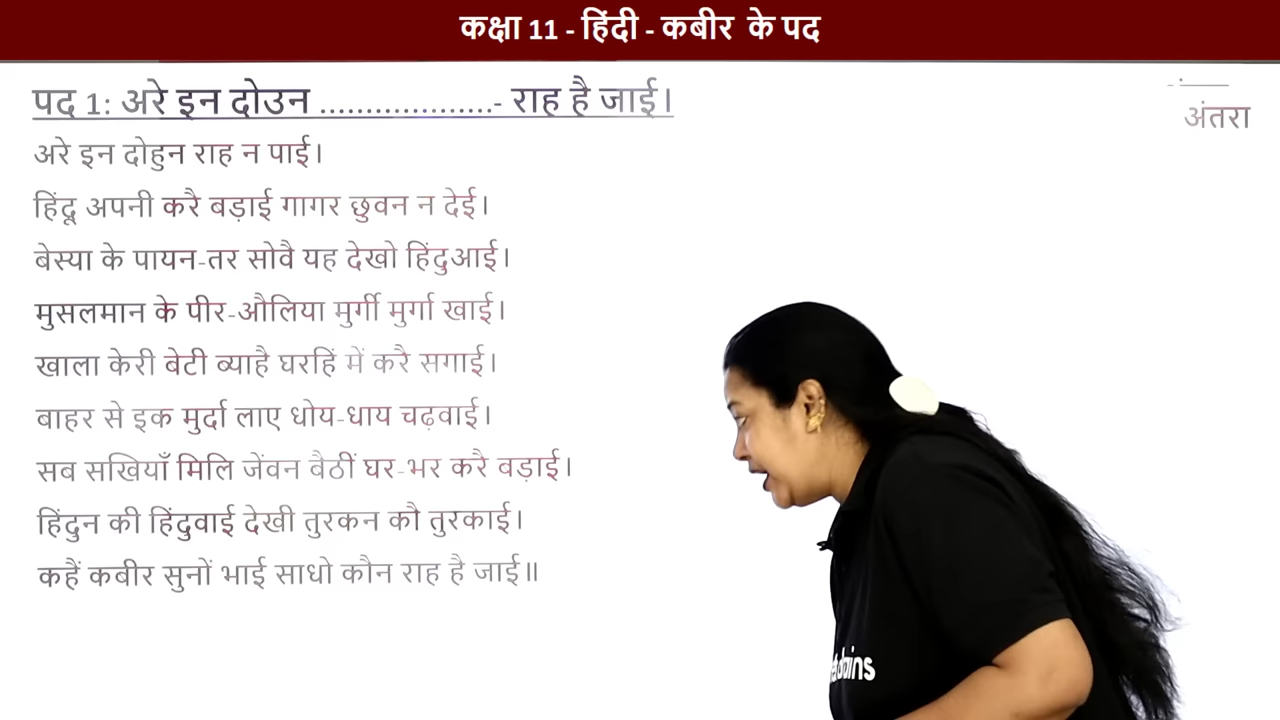 कक्षा 11 - हिंदी - कबीर के पद
पद 1: अरे इन दोउन ...................- राह है जाई।
अंतरा
अरे इन दोहुन राह न पाई।
हिंदू अपनी करै बड़ाई गागर छुवन न देई।
बेस्या के पायन-तर सोवै यह देखो हिंदुआई।
मुसलमान के पीर-औलिया मुर्गी मुर्गा खाई।
खाला केरी बेटी ब्याहै घरहिं में करै सगाई।
बाहर से इक मुर्दा लाए धोय-धाय चढ़वाई।
सब सखियाँ मिलि जेंवन बैठीं घर-भर करै बड़ाई।
हिंदुन की हिंदुवाई देखी तुरकन कौ तुरकाई।
कहैं कबीर सुनों भाई साधो कौन राह है जाई॥